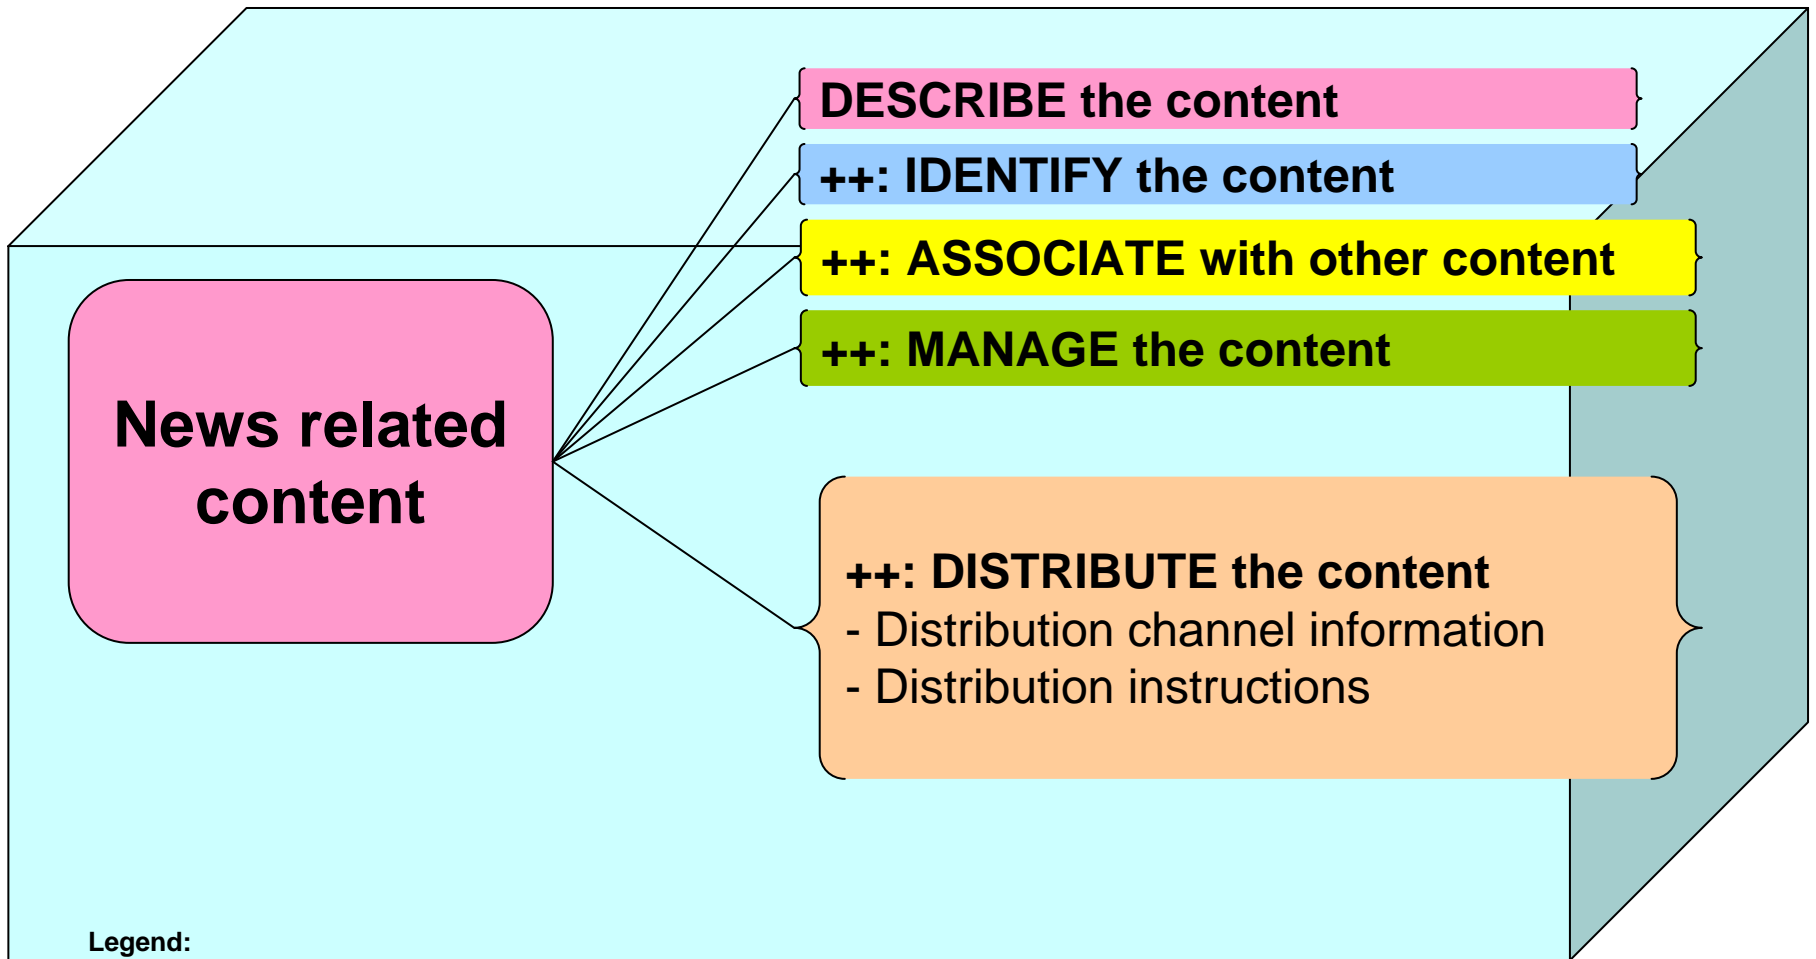 DESCRIBE the content
++: IDENTIFY the content
++: ASSOCIATE with other content
++: MANAGE the content
News related
content
++: DISTRIBUTE the content
- Distribution channel information
- Distribution instructions
Legend: